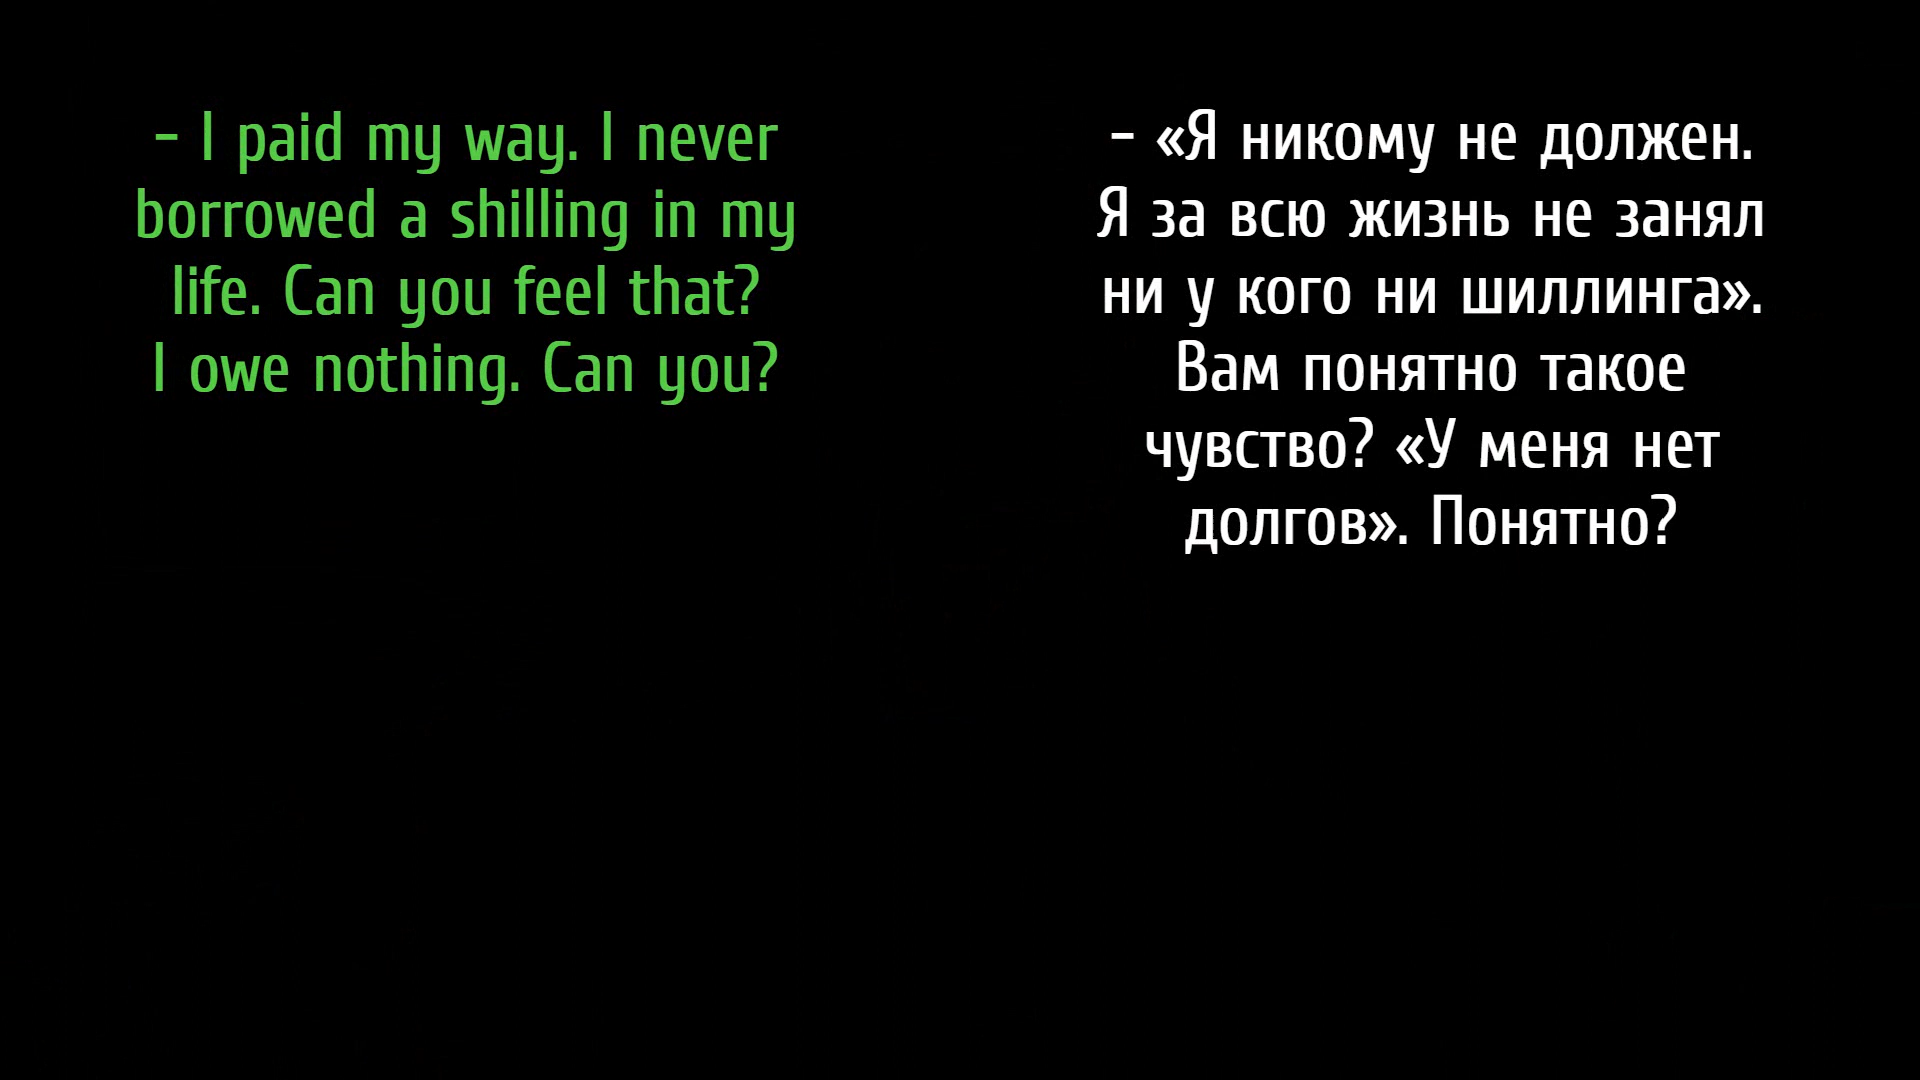 - I paid my way. I never
borrowed a shilling in my
life. Can you feel that?
I owe nothing. Can you?
- «Я никому не должен.
Я за всю жизнь не занял
ни у кого ни шиллинга».
Вам понятно такое
чувство? «У меня нет
долгов». Понятно?